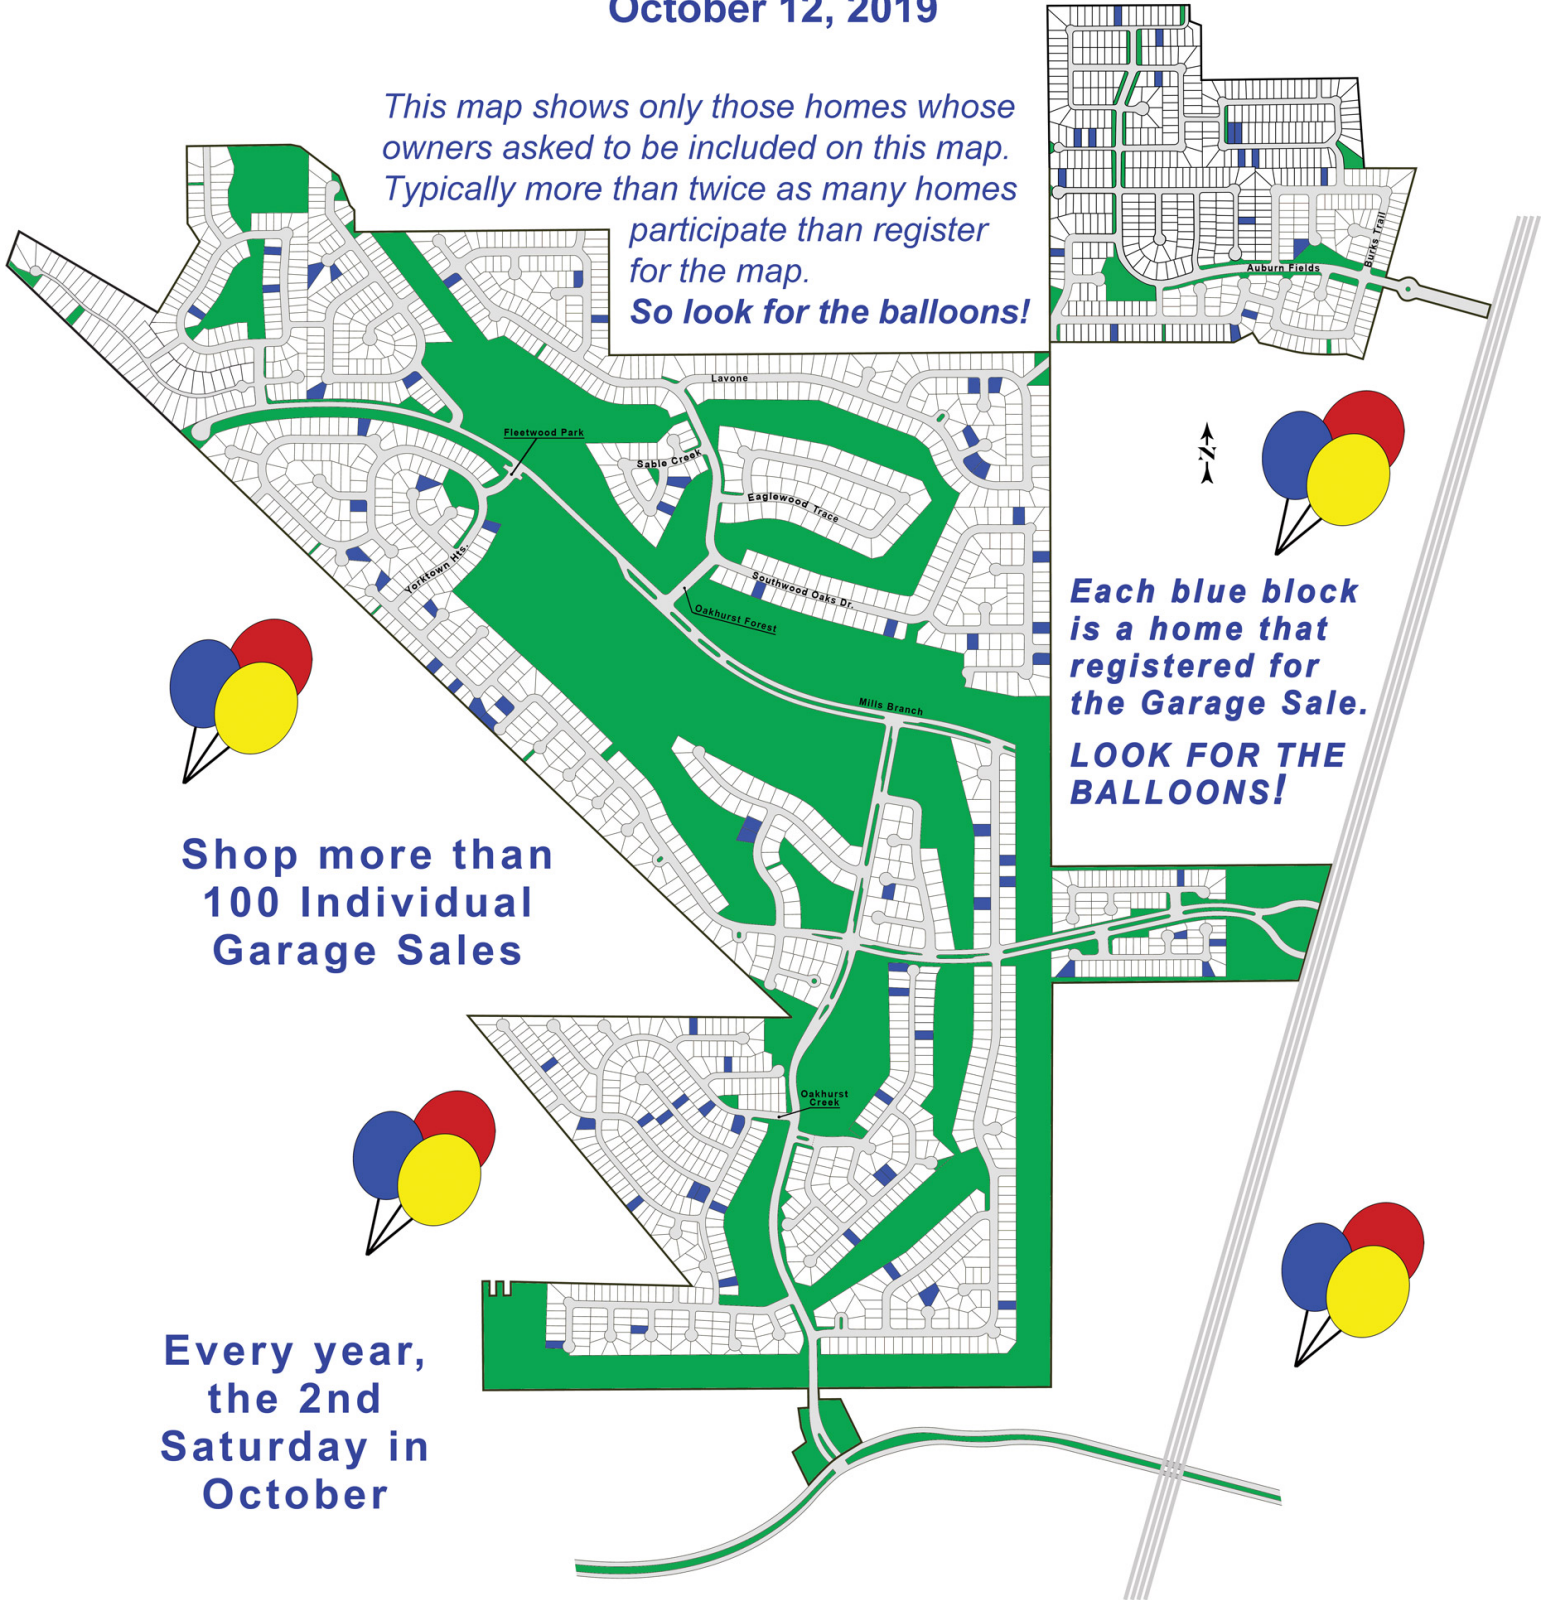 October 12, 2019
This map shows only those homes whose
owners asked to be included on this map.
Typically more than twice as many homes
participate than register
for the map.
So look for the balloons!
Burks Trail
Auburn Fields
Lavone
Fleetwood Park
Sable Creek
Eaglewood Trace
N
Yorktown Hts.
Southwood Oaks Dr.
Oakhurst Forest
Each blue block
is a home that
registered for
the Garage Sale.
LOOK FOR THE
BALLOONS!
Mills Branch
Shop more than
100 Individual
Garage Sales
Oakhurst
Creek
Every year,
the 2nd
Saturday in
October